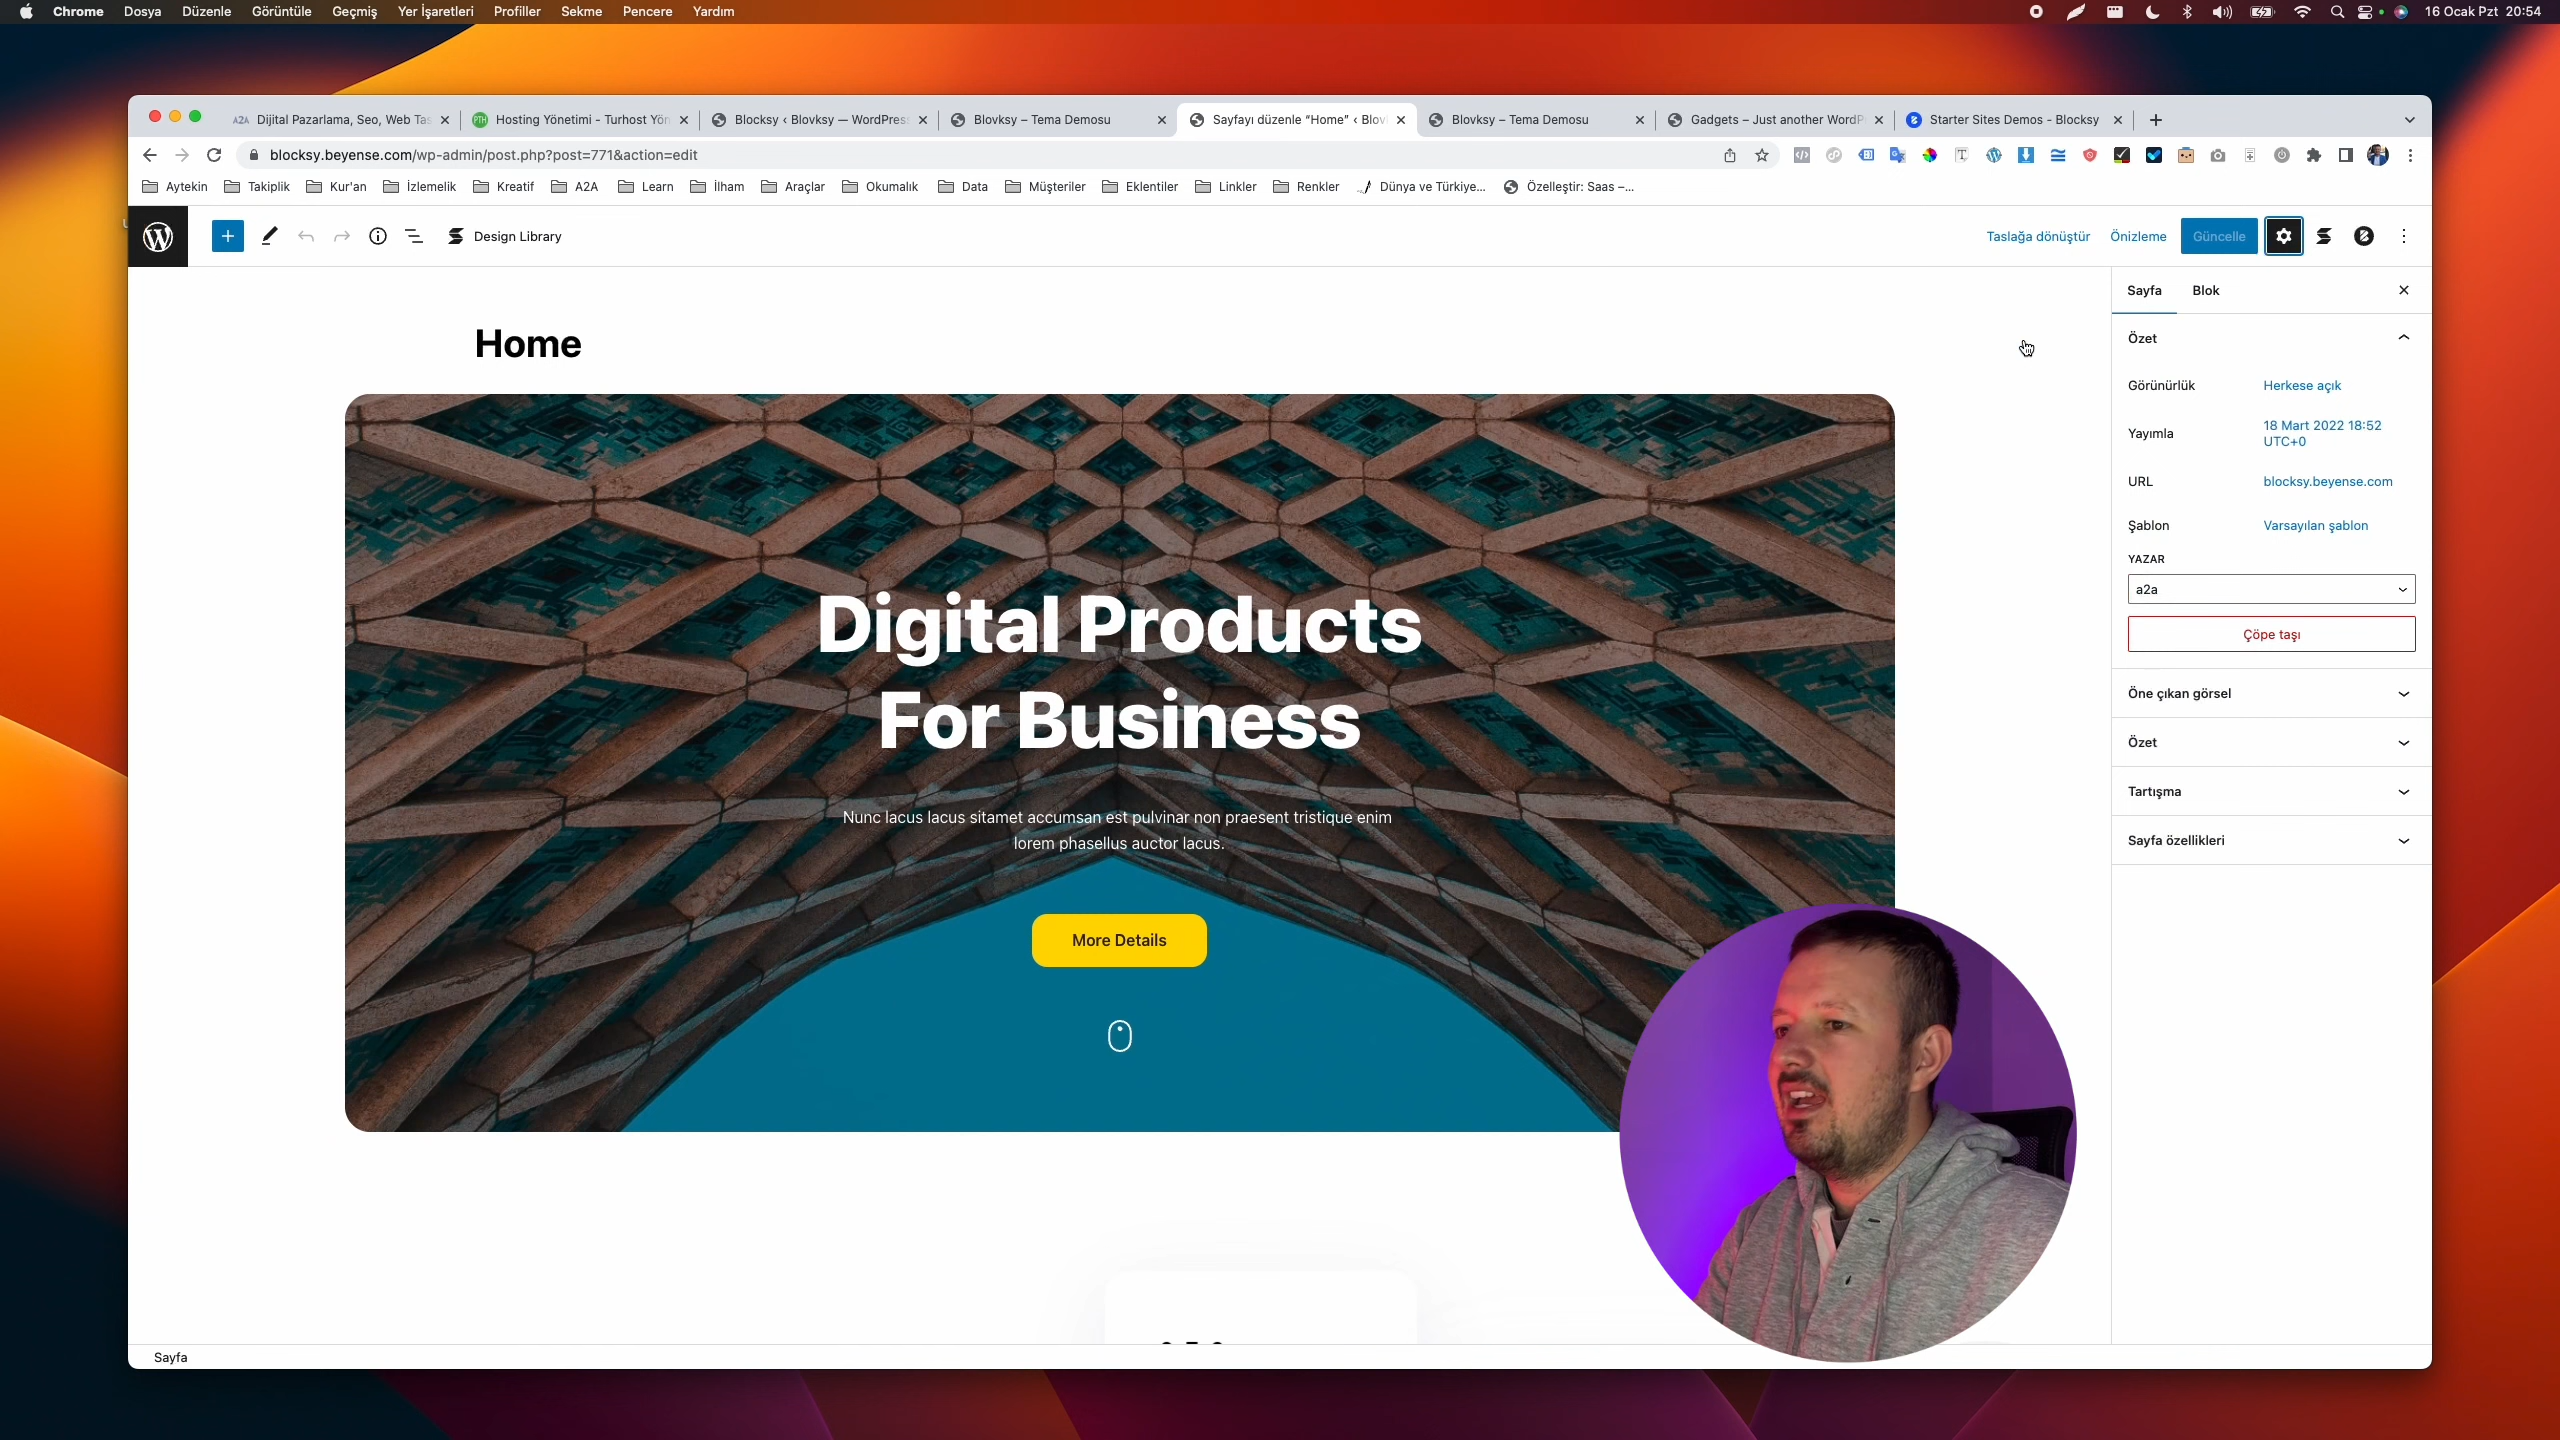 Chrome Dosya Düzenle Görüntüle Geçmiş Yer İşaretleri Profiller Sekme Pencere Yardım 16 Ocak Pzt 20:54
A2A Dijital Pazarlama, Seo, Web Tas PTH Hosting Yönetimi - Turhost Yön Blocksy ‹ Blovksy — WordPress Blovksy – Tema Demosu Sayfayı düzenle “Home” ‹ Blov Blovksy – Tema Demosu Gadgets – Just another WordP Starter Sites Demos - Blocksy
blocksy.beyense.com/wp-admin/post.php?post=771&action=edit
Aytekin Takiplik Kur'an İzlemelik Kreatif A2A Learn İlham Araçlar Okumalık Data Müşteriler Eklentiler Linkler Renkler Dünya ve Türkiye... Özelleştir: Saas –...
Design Library Taslağa dönüştür Önizleme Güncelle
Sayfa Blok
Home
Özet
Görünürlük Herkese açık
Yayımla 18 Mart 2022 18:52
UTC+0
URL blocksy.beyense.com
Şablon Varsayılan şablon
YAZAR
a2a
Çöpe taşı
Öne çıkan görsel
Özet
Tartışma
Sayfa özellikleri
Digital Products
For Business
Nunc lacus lacus sitamet accumsan est pulvinar non praesent tristique enim
lorem phasellus auctor lacus.
More Details
Sayfa